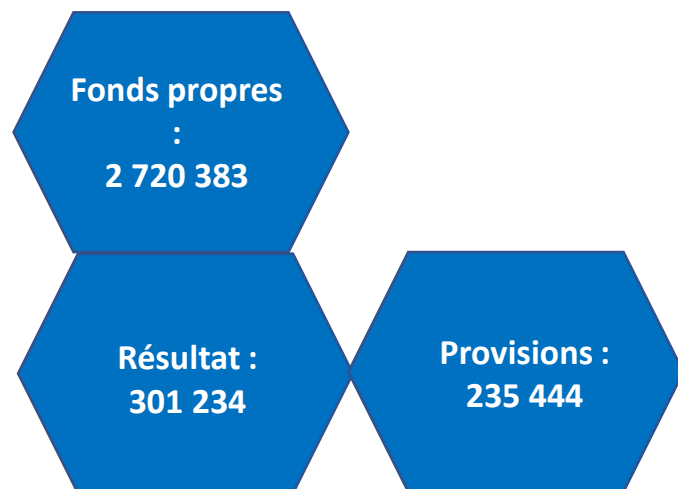 Fonds propres
:
2 720 383
Résultat :
301 234
Provisions :
235 444